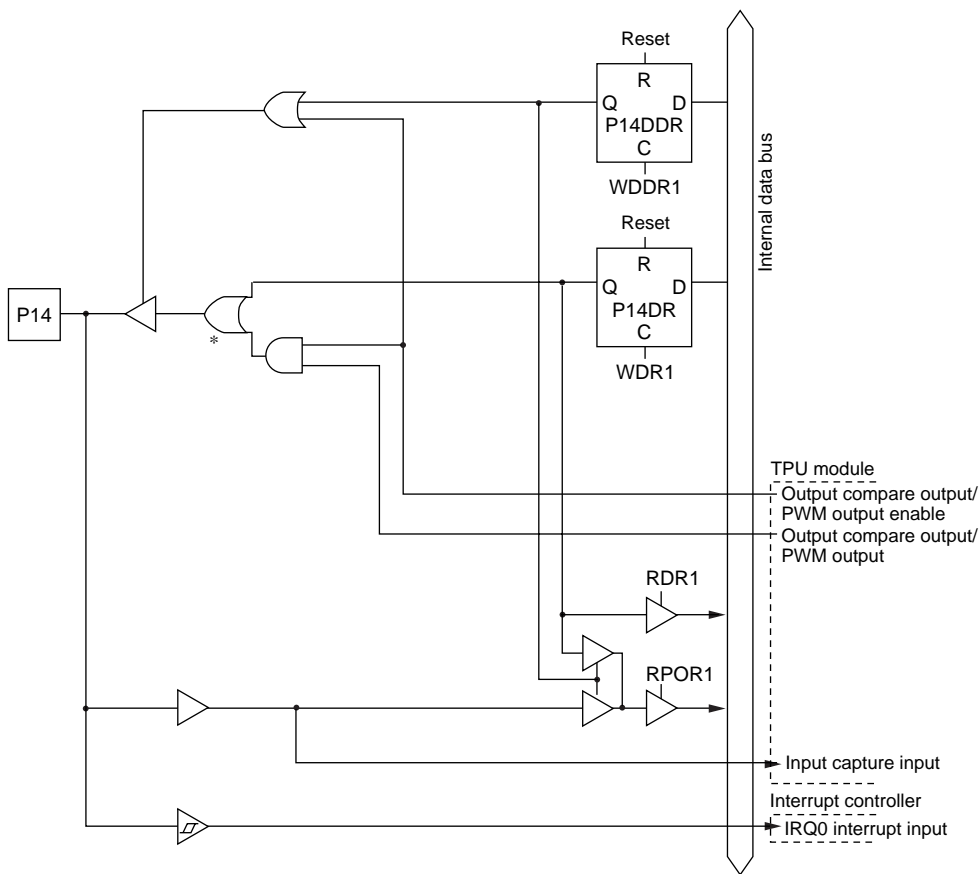 Reset
R
Q D
P14DDR
C
WDDR1
Internal data bus
Reset
R
Q D
P14DR
C
WDR1
P14
*
TPU module
Output compare output/
PWM output enable
Output compare output/
PWM output
RDR1
RPOR1
Input capture input
Interrupt controller
IRQ0 interrupt input